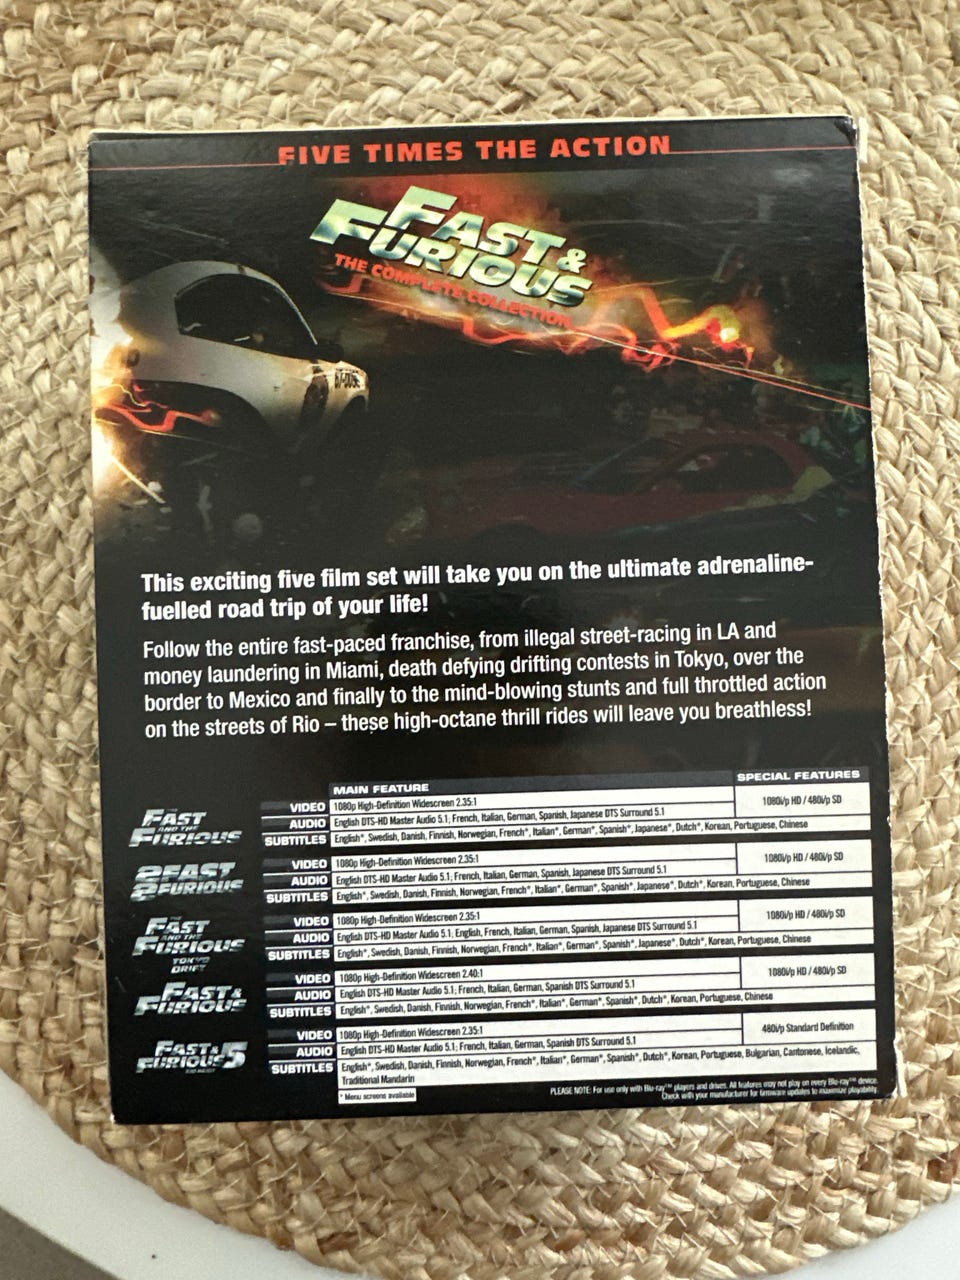 FIVE TIMES THE ACTION
FAST &
FURIOUS
THE COMPLETE COLLECTION
This exciting five film set will take you on the ultimate adrenaline-
fuelled road trip of your life!
Follow the entire fast-paced franchise, from illegal street-racing in LA and
money laundering in Miami, death defying drifting contests in Tokyo, over the
border to Mexico and finally to the mind-blowing stunts and full throttled action
on the streets of Rio – these high-octane thrill rides will leave you breathless!
MAIN FEATURE SPECIAL FEATURES
THE FAST AND THE FURIOUS
VIDEO 1080p High-Definition Widescreen 2.35:1 1080i/p HD / 480i/p SD
AUDIO English DTS-HD Master Audio 5.1; French, Italian, German, Spanish, Japanese DTS Surround 5.1
SUBTITLES English*, Swedish, Danish, Finnish, Norwegian, French*, Italian*, German*, Spanish*, Japanese*, Dutch*, Korean, Portuguese, Chinese
2 FAST 2 FURIOUS
VIDEO 1080p High-Definition Widescreen 2.35:1 1080i/p HD / 480i/p SD
AUDIO English DTS-HD Master Audio 5.1; French, Italian, German, Spanish, Japanese DTS Surround 5.1
SUBTITLES English*, Swedish, Danish, Finnish, Norwegian, French*, Italian*, German*, Spanish*, Japanese*, Dutch*, Korean, Portuguese, Chinese
THE FAST AND THE FURIOUS TOKYO DRIFT
VIDEO 1080p High-Definition Widescreen 2.35:1 1080i/p HD / 480i/p SD
AUDIO English DTS-HD Master Audio 5.1; English, French, Italian, German, Spanish, Japanese DTS Surround 5.1
SUBTITLES English*, Swedish, Danish, Finnish, Norwegian, French*, Italian*, German*, Spanish*, Japanese*, Dutch*, Korean, Portuguese, Chinese
FAST & FURIOUS
VIDEO 1080p High-Definition Widescreen 2.40:1 1080i/p HD / 480i/p SD
AUDIO English DTS-HD Master Audio 5.1; French, Italian, German, Spanish DTS Surround 5.1
SUBTITLES English*, Swedish, Danish, Finnish, Norwegian, French*, Italian*, German*, Spanish*, Dutch*, Korean, Portuguese, Chinese
FAST & FURIOUS 5
VIDEO 1080p High-Definition Widescreen 2.35:1 480i/p Standard Definition
AUDIO English DTS-HD Master Audio 5.1; French, Italian, German, Spanish DTS Surround 5.1
SUBTITLES English*, Swedish, Danish, Finnish, Norwegian, French*, Italian*, German*, Spanish*, Dutch*, Korean, Portuguese, Bulgarian, Cantonese, Icelandic,
Traditional Mandarin
* Menu screens available
PLEASE NOTE: For use only with Blu-ray™ players and drives. All features may not play on every Blu-ray™ device.
Check with your manufacturer for firmware updates to maximize playability.